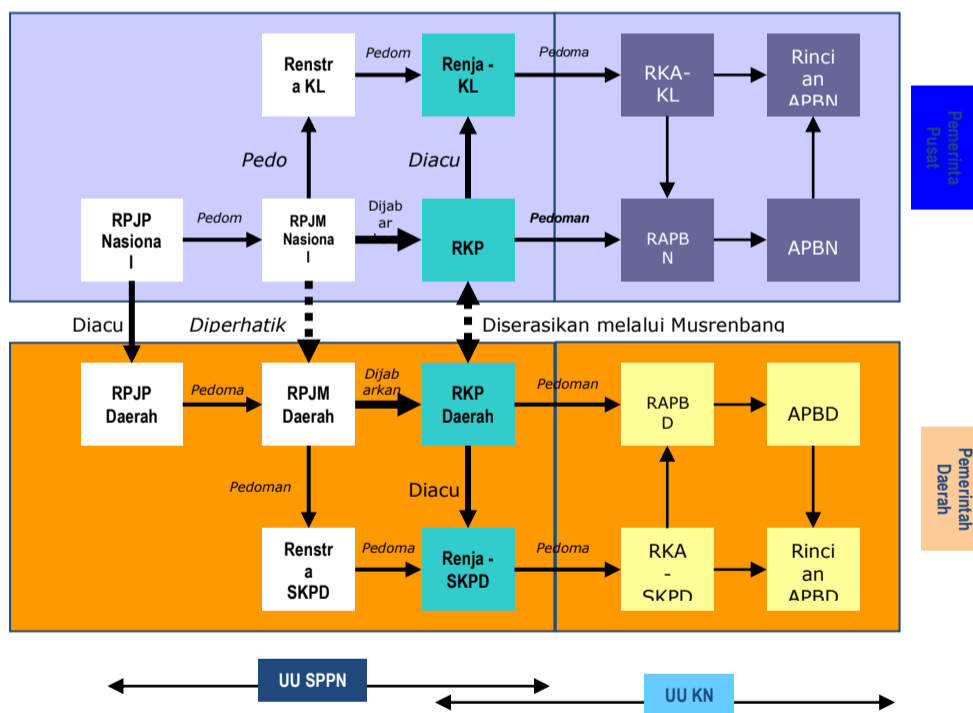 Pedom
Pedoma
Renstr
a KL
Renja -
KL
RKA-
KL
Rinci
an
APBN
Pemerinta
Pusat
Pedo
Diacu
RPJP
Nasiona
l
Pedom
RPJM
Nasiona
l
Dijab
ar
RKP
Pedoman
RAPB
N
APBN
Diacu
Diperhatik
Diserasikan melalui Musrenbang
RPJP
Daerah
Pedoma
RPJM
Daerah
Dijab
arkan
RKP
Daerah
Pedoman
RAPB
D
APBD
Pemerintah
Daerah
Pedoman
Diacu
Renstr
a
SKPD
Pedoma
Renja -
SKPD
Pedoma
RKA
-
SKPD
Rinci
an
APBD
UU SPPN
UU KN